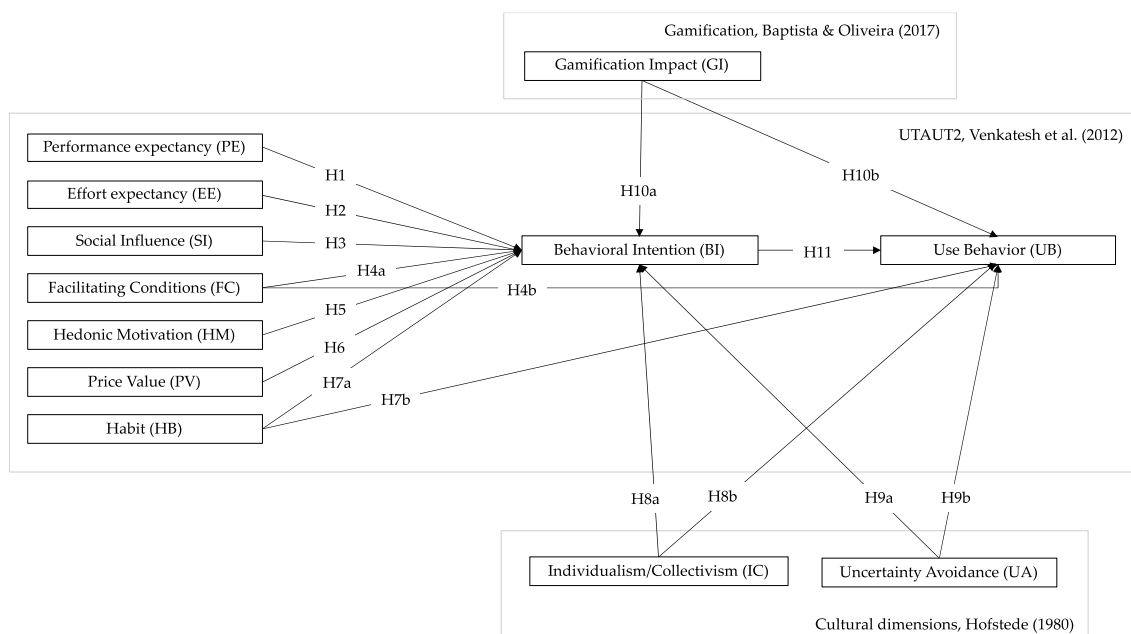 Gamification, Baptista & Oliveira (2017)
Gamification Impact (GI)
UTAUT2, Venkatesh et al. (2012)
Performance expectancy (PE)
H1
H10a
H10b
Effort expectancy (EE)
H2
Social Influence (SI)
H3
Behavioral Intention (BI)
H11
Use Behavior (UB)
H4a
Facilitating Conditions (FC)
H4b
H5
Hedonic Motivation (HM)
H6
Price Value (PV)
H7a
H7b
Habit (HB)
H8a
H8b
H9a
H9b
Individualism/Collectivism (IC)
Uncertainty Avoidance (UA)
Cultural dimensions, Hofstede (1980)